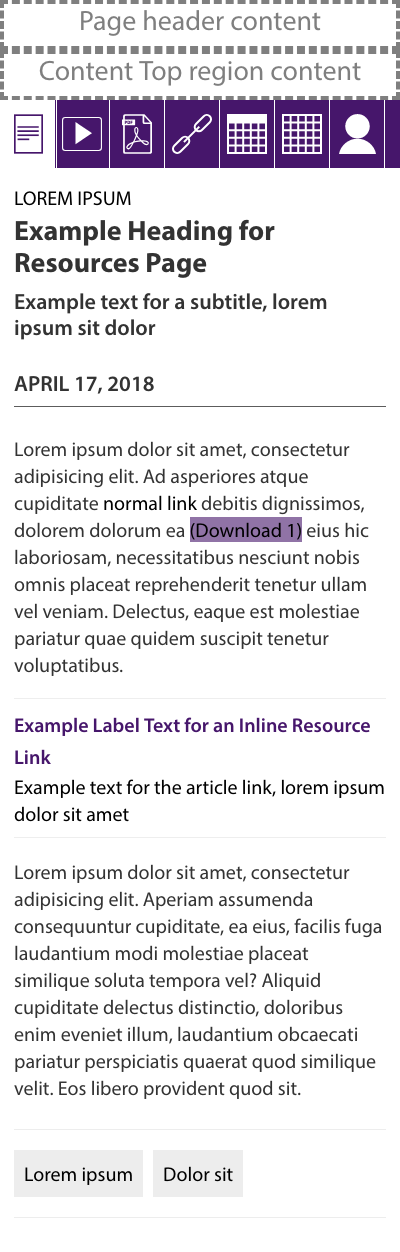 Page header content
Content Top region content
PDF
LOREM IPSUM
Example Heading for
Resources Page
Example text for a subtitle, lorem
ipsum sit dolor
APRIL 17, 2018
Lorem ipsum dolor sit amet, consectetur
adipisicing elit. Ad asperiores atque
cupiditate normal link debitis dignissimos,
dolorem dolorum ea (Download 1) eius hic
laboriosam, necessitatibus nesciunt nobis
omnis placeat reprehenderit tenetur ullam
vel veniam. Delectus, eaque est molestiae
pariatur quae quidem suscipit tenetur
voluptatibus.
Example Label Text for an Inline Resource
Link
Example text for the article link, lorem ipsum
dolor sit amet
Lorem ipsum dolor sit amet, consectetur
adipisicing elit. Aperiam assumenda
consequuntur cupiditate, ea eius, facilis fuga
laudantium modi molestiae placeat
similique soluta tempora vel? Aliquid
cupiditate delectus distinctio, doloribus
enim eveniet illum, laudantium obcaecati
pariatur perspiciatis quaerat quod similique
velit. Eos libero provident quod sit.
Lorem ipsum
Dolor sit